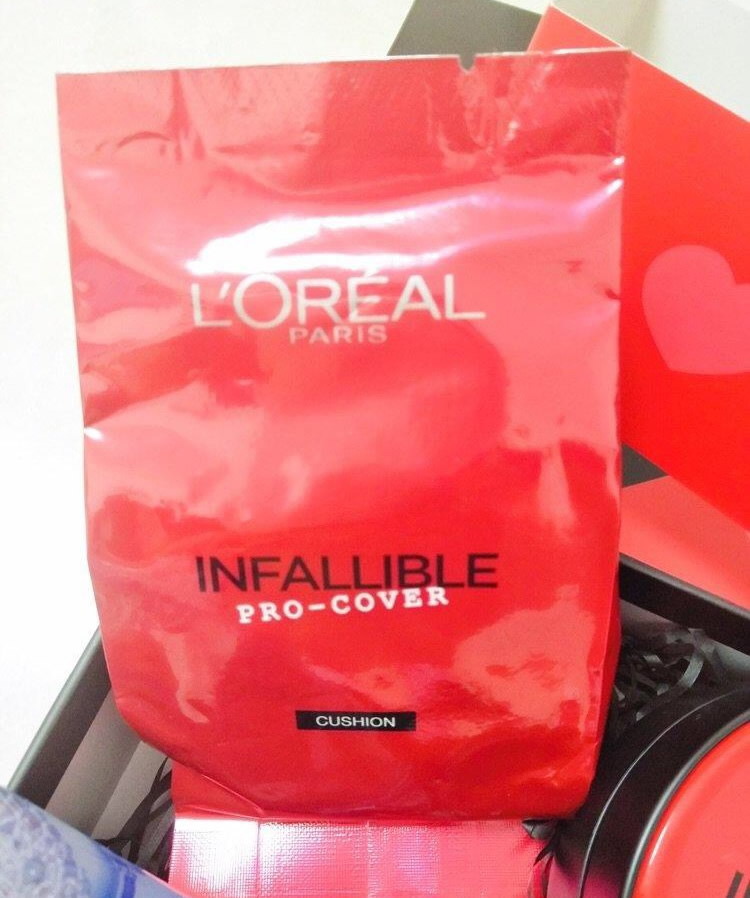 L'ORÉAL
PARIS
INFALLIBLE
PRO-COVER
CUSHION